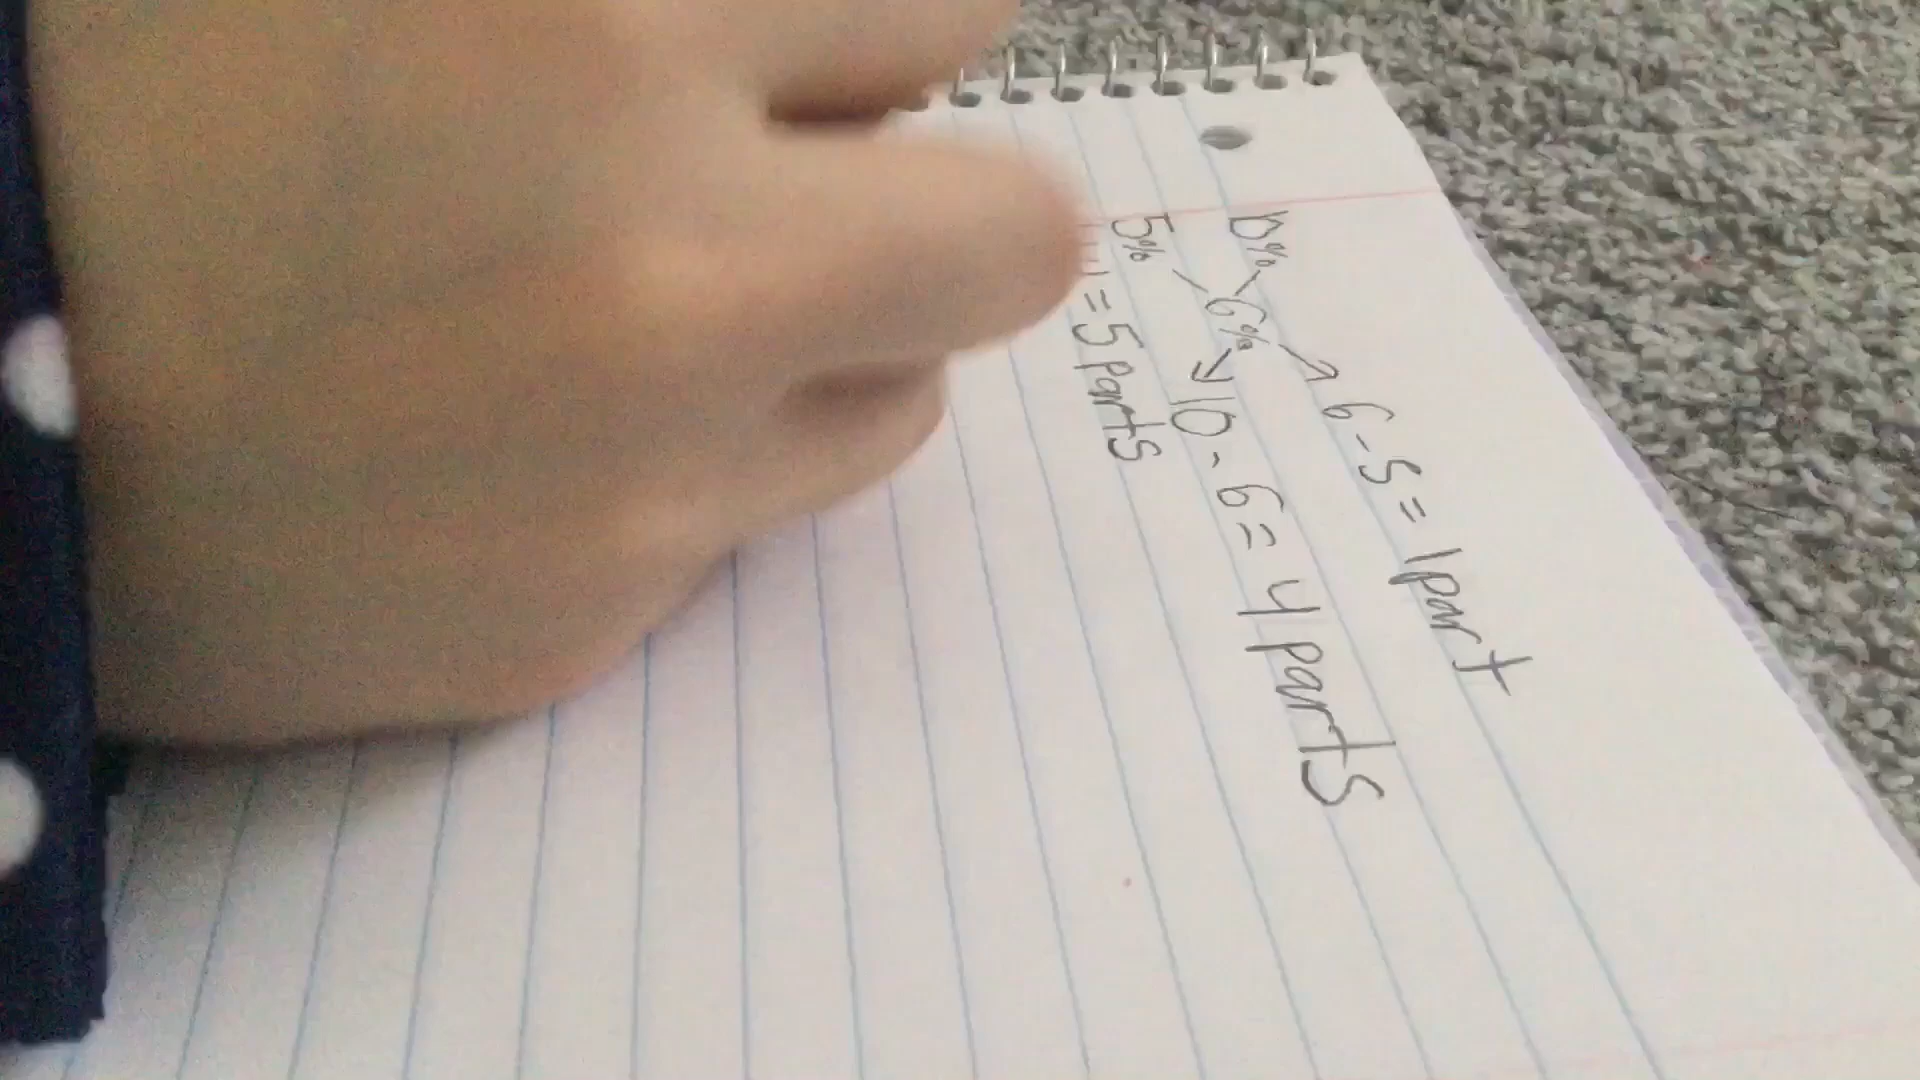 6-5 = 1 part
10%
6%
5%
10-6 = 4 parts
= 5 parts